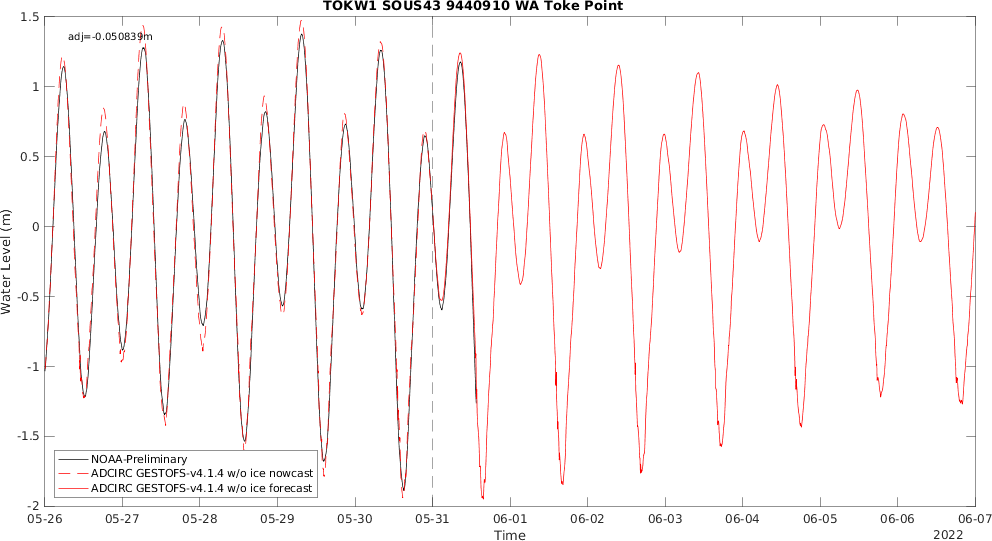 TOKW1 SOUS43 9440910 WA Toke Point
adj=-0.050839m
Water Level (m)
1.5
1
0.5
0
-0.5
-1
-1.5
-2
NOAA-Preliminary
ADCIRC GESTOFS-v4.1.4 w/o ice nowcast
ADCIRC GESTOFS-v4.1.4 w/o ice forecast
05-26 05-27 05-28 05-29 05-30 05-31 06-01 06-02 06-03 06-04 06-05 06-06 06-07
Time
2022